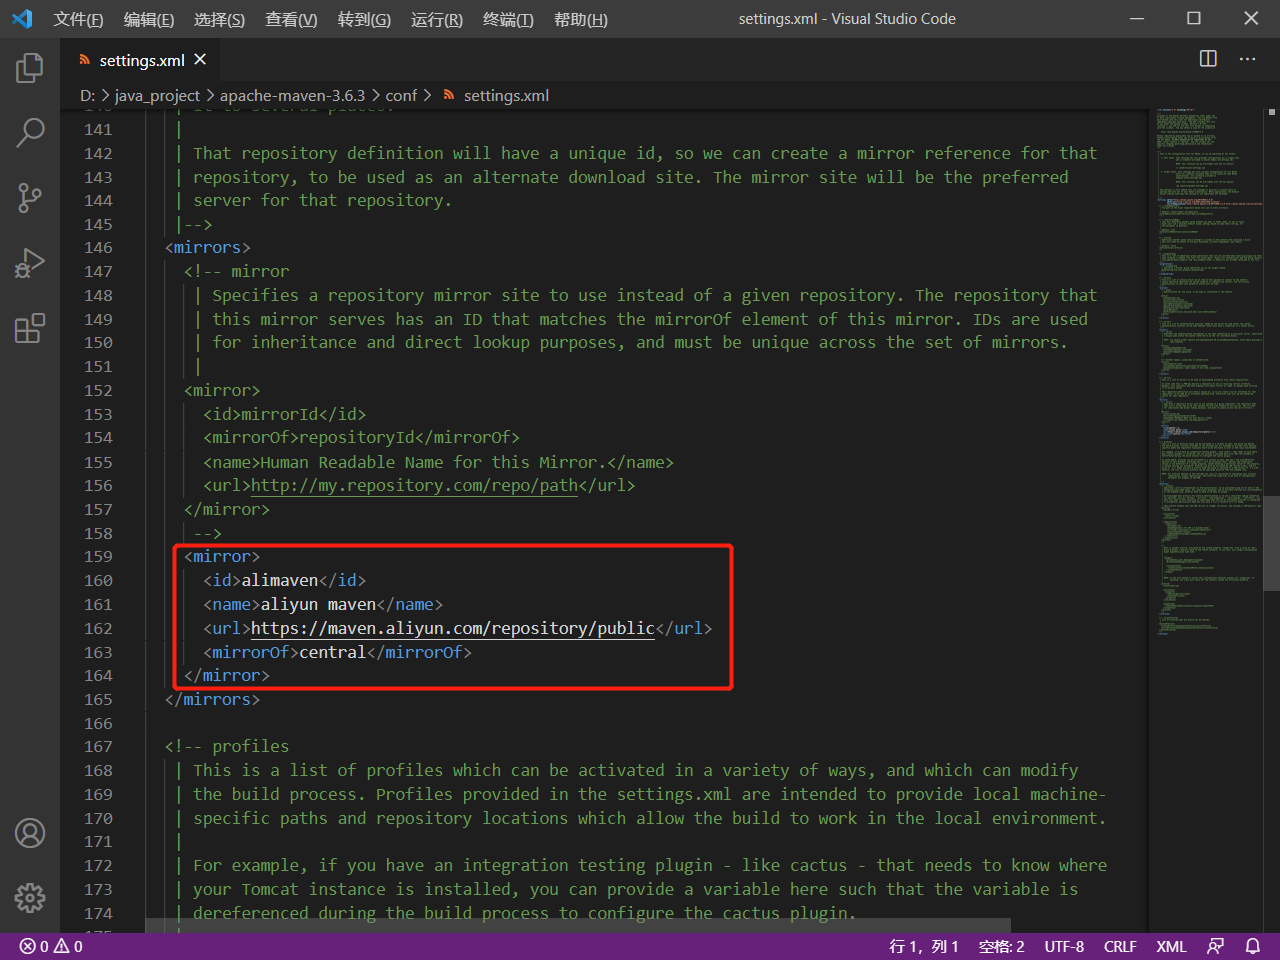 文件(F) 编辑(E) 选择(S) 查看(V) 转到(G) 运行(R) 终端(T) 帮助(H) settings.xml - Visual Studio Code
settings.xml
D: > java_project > apache-maven-3.6.3 > conf > settings.xml
141 |
142 | That repository definition will have a unique id, so we can create a mirror reference for that
143 | repository, to be used as an alternate download site. The mirror site will be the preferred
144 | server for that repository.
145 |-->
146 <mirrors>
147 <!-- mirror
148 | Specifies a repository mirror site to use instead of a given repository. The repository that
149 | this mirror serves has an ID that matches the mirrorOf element of this mirror. IDs are used
150 | for inheritance and direct lookup purposes, and must be unique across the set of mirrors.
151 |
152 <mirror>
153 <id>mirrorId</id>
154 <mirrorOf>repositoryId</mirrorOf>
155 <name>Human Readable Name for this Mirror.</name>
156 <url>http://my.repository.com/repo/path</url>
157 </mirror>
158 -->
159 <mirror>
160 <id>alimaven</id>
161 <name>aliyun maven</name>
162 <url>https://maven.aliyun.com/repository/public</url>
163 <mirrorOf>central</mirrorOf>
164 </mirror>
165 </mirrors>
166
167 <!-- profiles
168 | This is a list of profiles which can be activated in a variety of ways, and which can modify
169 | the build process. Profiles provided in the settings.xml are intended to provide local machine-
170 | specific paths and repository locations which allow the build to work in the local environment.
171 |
172 | For example, if you have an integration testing plugin - like cactus - that needs to know where
173 | your Tomcat instance is installed, you can provide a variable here such that the variable is
174 | dereferenced during the build process to configure the cactus plugin.
0 0 行 1，列 1 空格: 2 UTF-8 CRLF XML